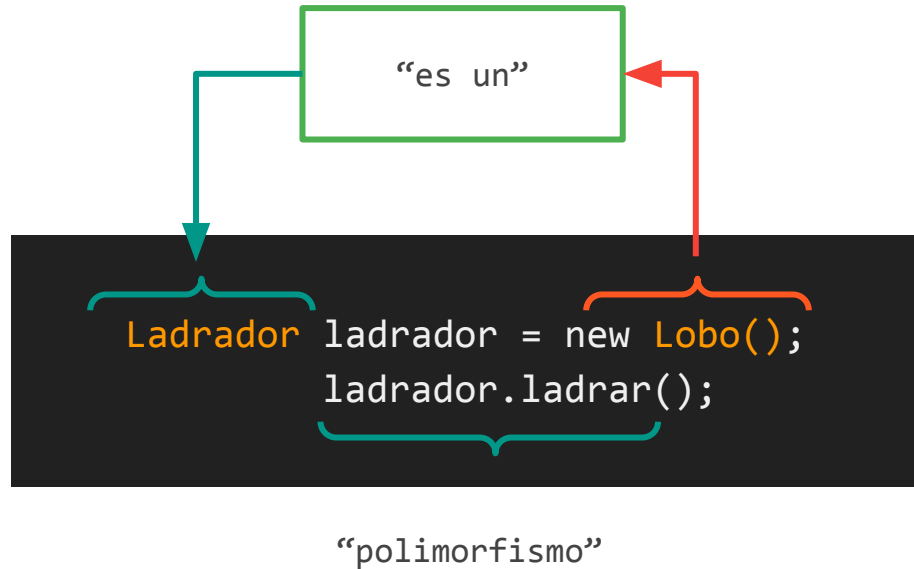 “es un”
Ladrador ladrador = new Lobo();
ladrador.ladrar();
“polimorfismo”